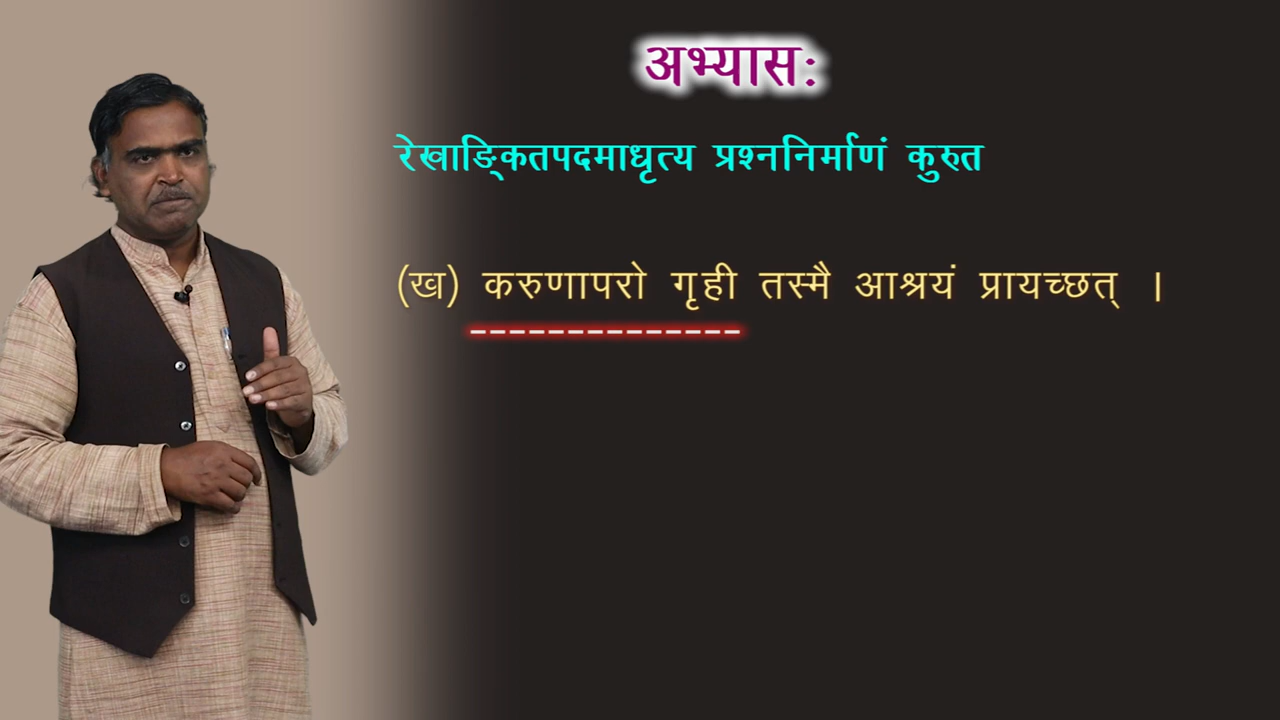 अभ्यासः
रेखाङ्कितपदमाधृत्य प्रश्ननिर्माणं कुरुत
(ख) करुणापरो गृही तस्मै आश्रयं प्रायच्छत् ।